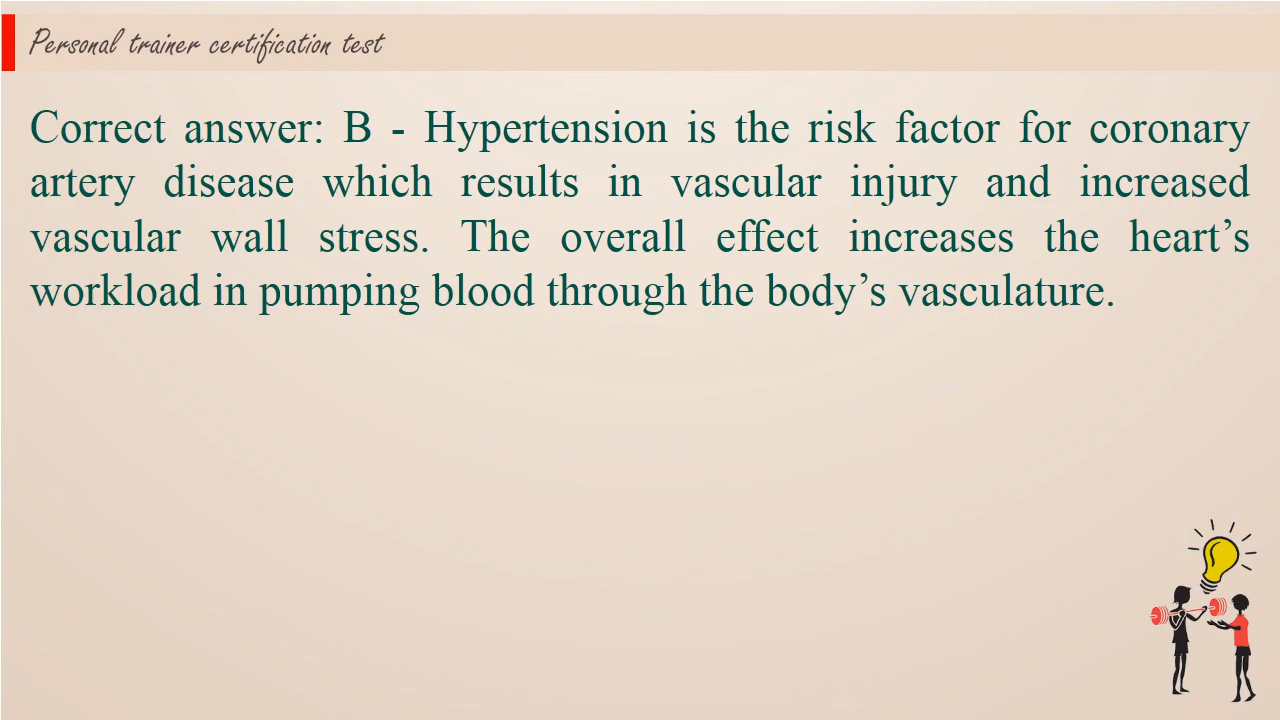 Personal trainer certification test
Correct answer: B - Hypertension is the risk factor for coronary
artery disease which results in vascular injury and increased
vascular wall stress. The overall effect increases the heart’s
workload in pumping blood through the body’s vasculature.